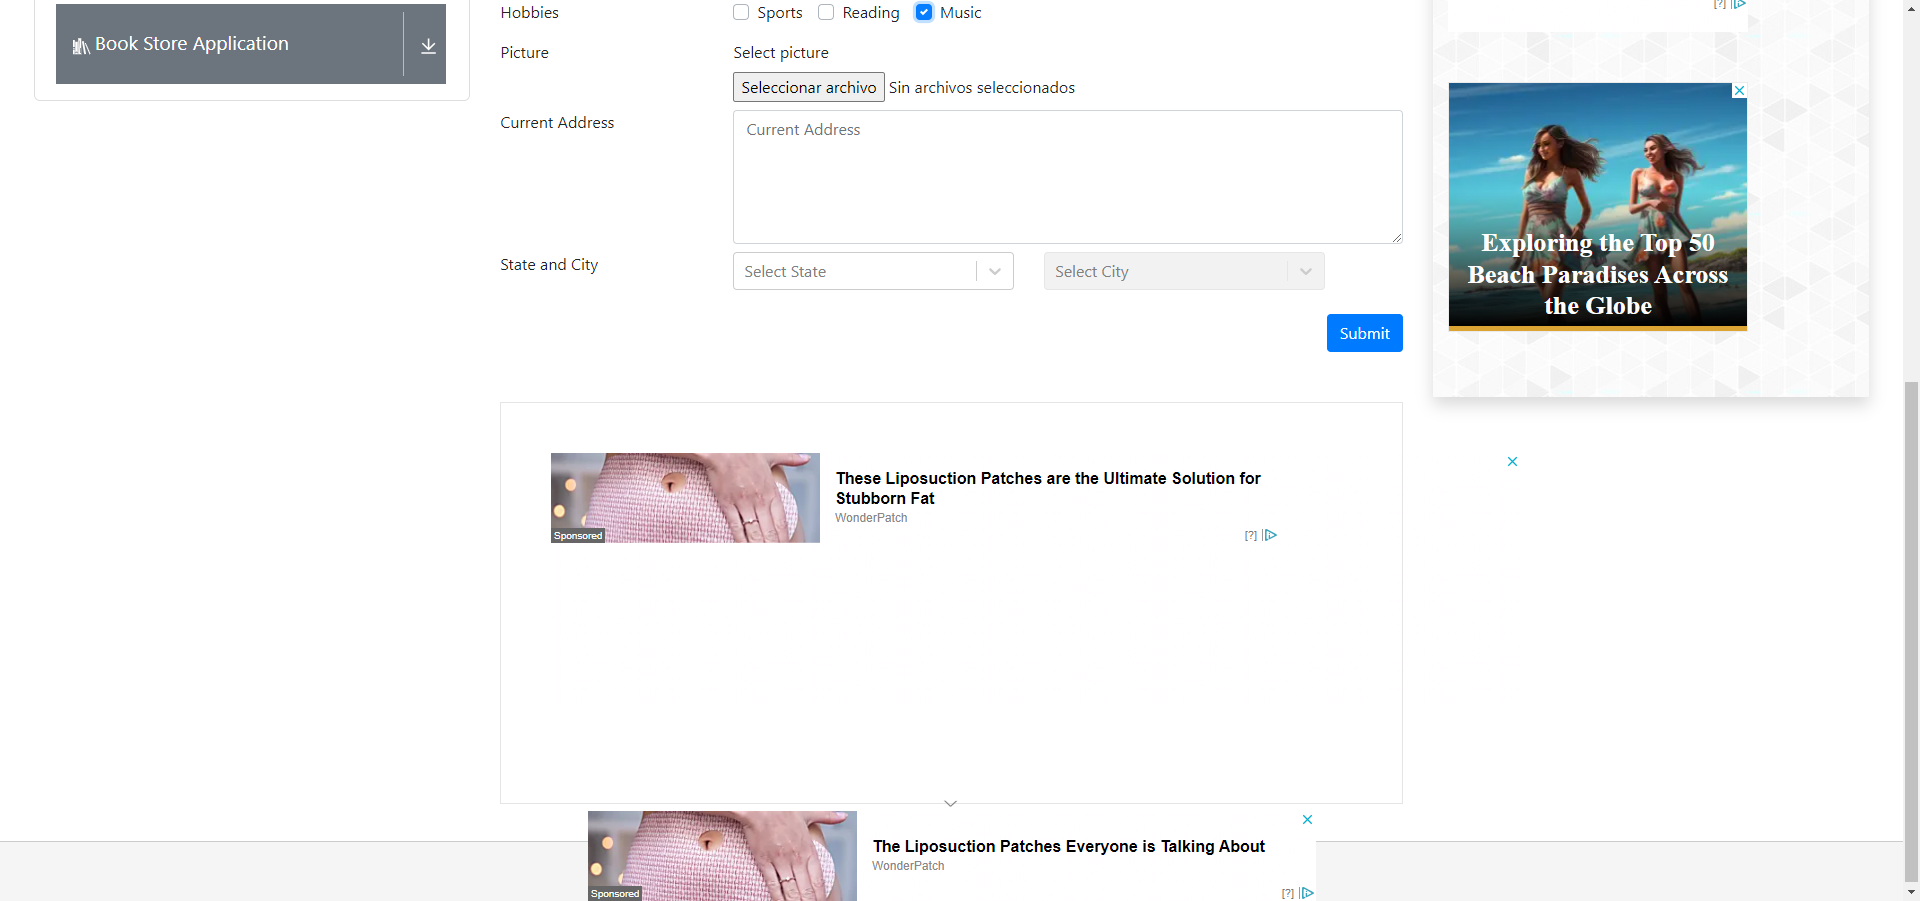 Book Store Application
Hobbies
Sports
Reading
Music
[?]
Picture
Select picture
Seleccionar archivo
Sin archivos seleccionados
Current Address
Current Address
Exploring the Top 50
Beach Paradises Across
the Globe
State and City
Select State
Select City
Submit
These Liposuction Patches are the Ultimate Solution for
Stubborn Fat
WonderPatch
Sponsored
[?]
The Liposuction Patches Everyone is Talking About
WonderPatch
Sponsored
[?]